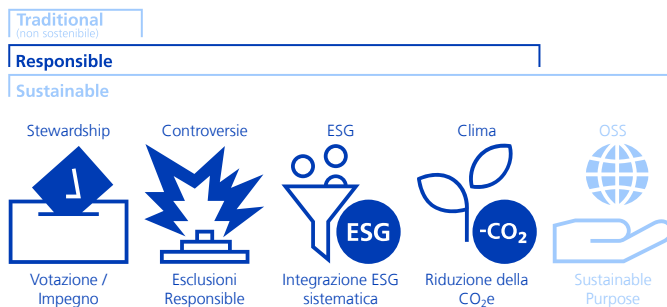 Traditional
(non sostenibile)
Responsible
Sustainable
Stewardship
Controversie
ESG
Clima
OSS
ESG
-CO₂
Votazione /
Impegno
Esclusioni
Responsible
Integrazione ESG
sistematica
Riduzione della
CO₂e
Sustainable
Purpose